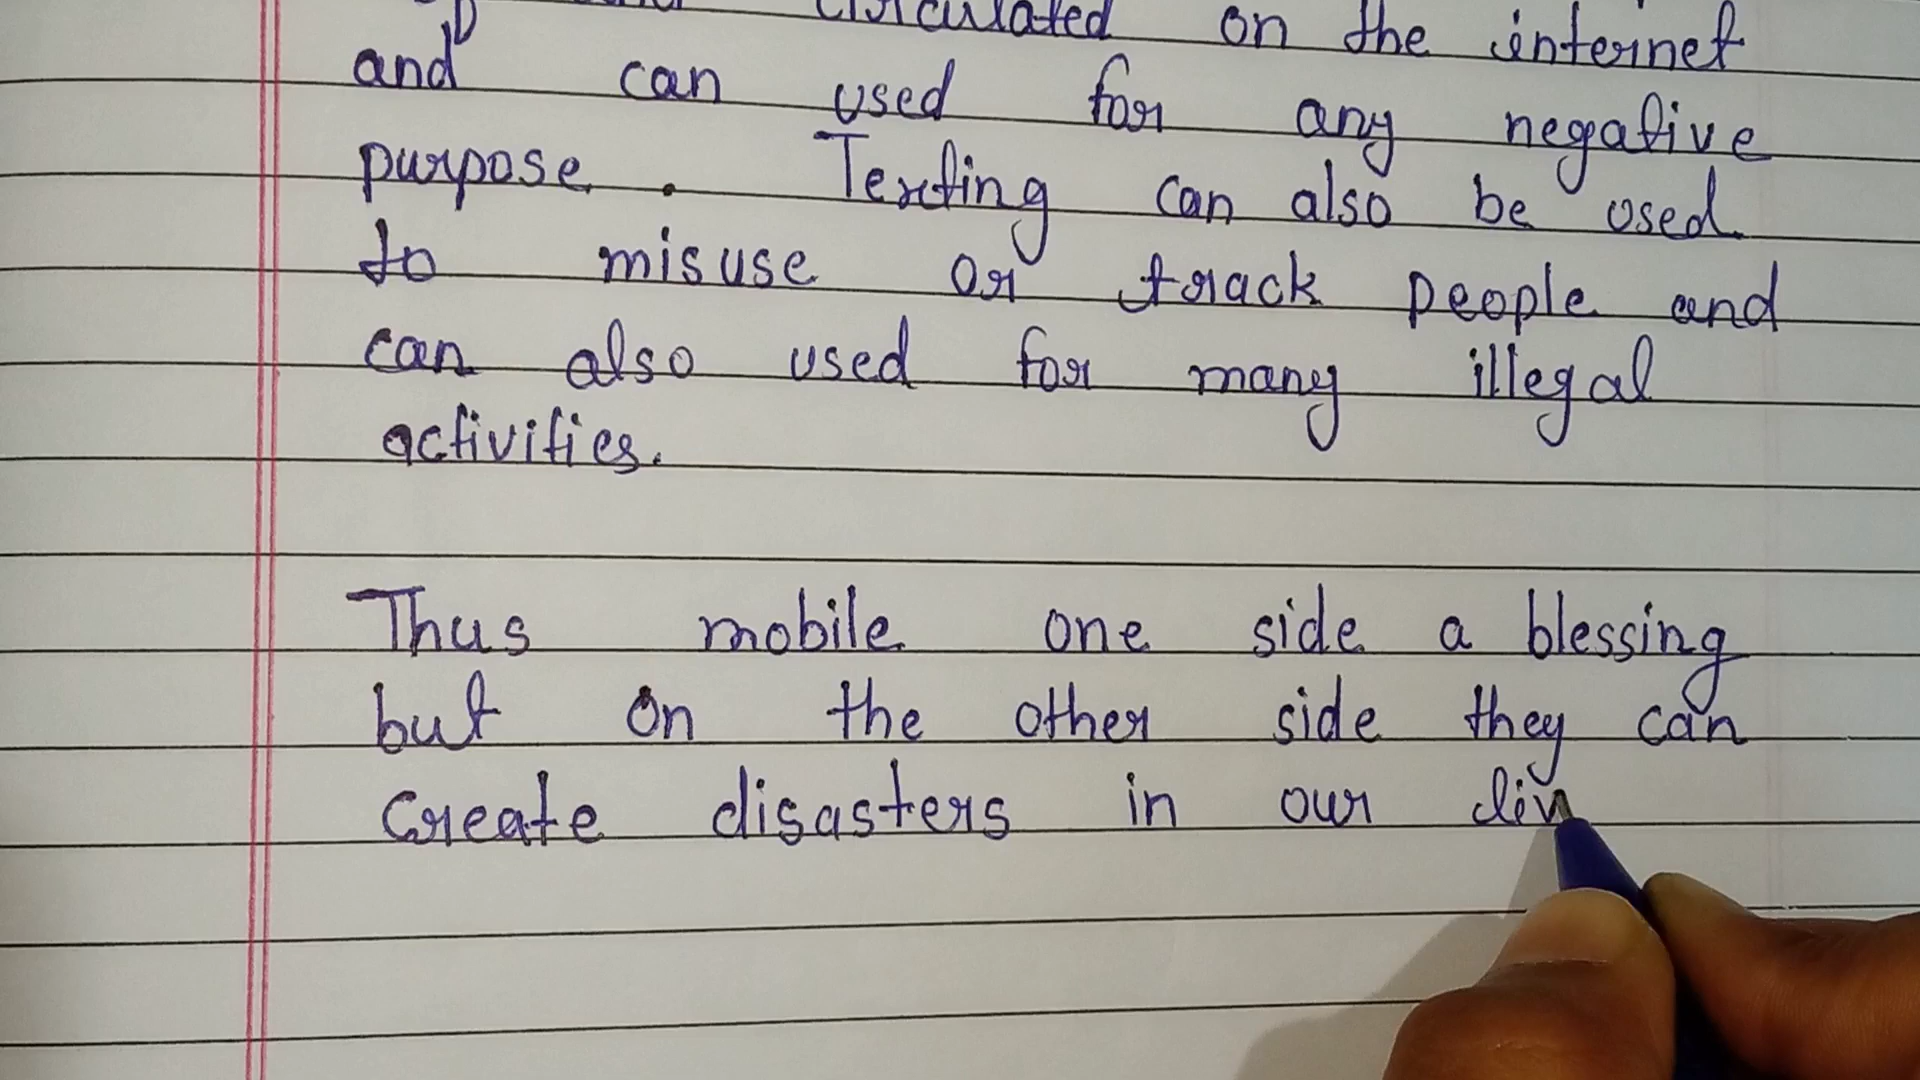 circulated on the internet
and can used for any negative
purpose. Texting can also be used
to misuse or track people and
can also used for many illegal
activities.
Thus mobile one side a blessing
but on the other side they can
create disasters in our liv